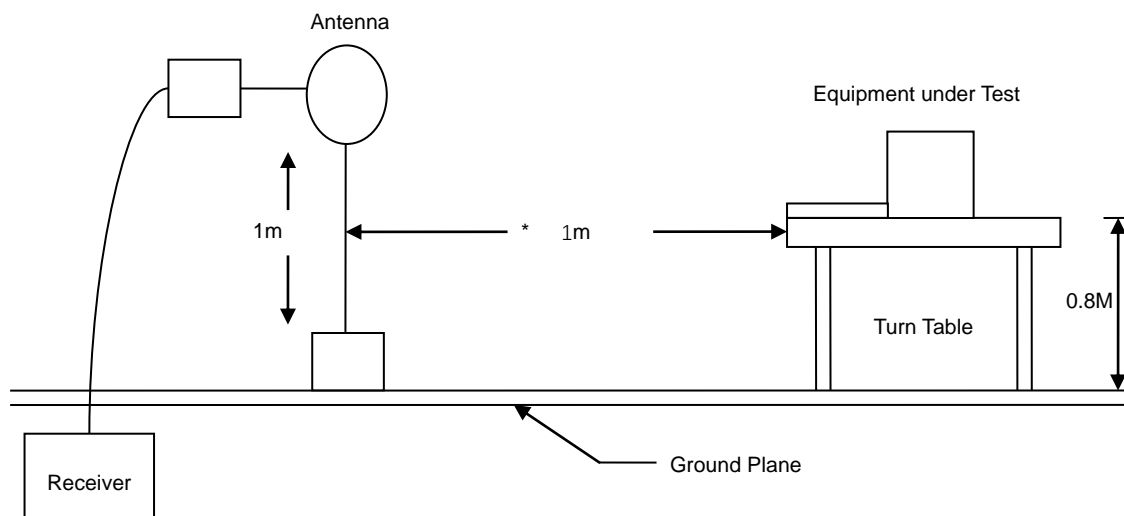 Antenna
Equipment under Test
1m
* 1m
0.8M
Turn Table
Ground Plane
Receiver